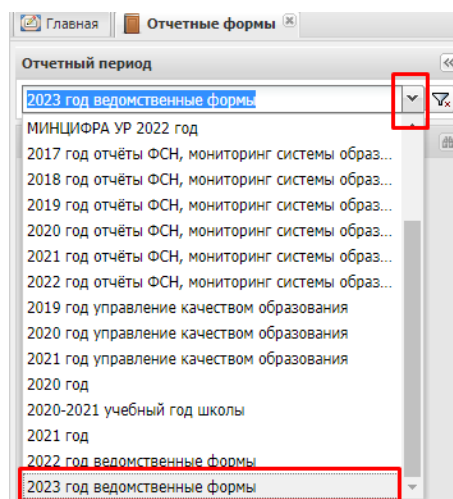 Главная
Отчетные формы
Отчетный период
2023 год ведомственные формы
МИНЦИФРА УР 2022 год
2017 год отчёты ФСН, мониторинг системы образ...
2018 год отчёты ФСН, мониторинг системы образ...
2019 год отчёты ФСН, мониторинг системы образ...
2020 год отчёты ФСН, мониторинг системы образ...
2021 год отчёты ФСН, мониторинг системы образ...
2022 год отчёты ФСН, мониторинг системы образ...
2019 год управление качеством образования
2020 год управление качеством образования
2021 год управление качеством образования
2020 год
2020-2021 учебный год школы
2021 год
2022 год ведомственные формы
2023 год ведомственные формы